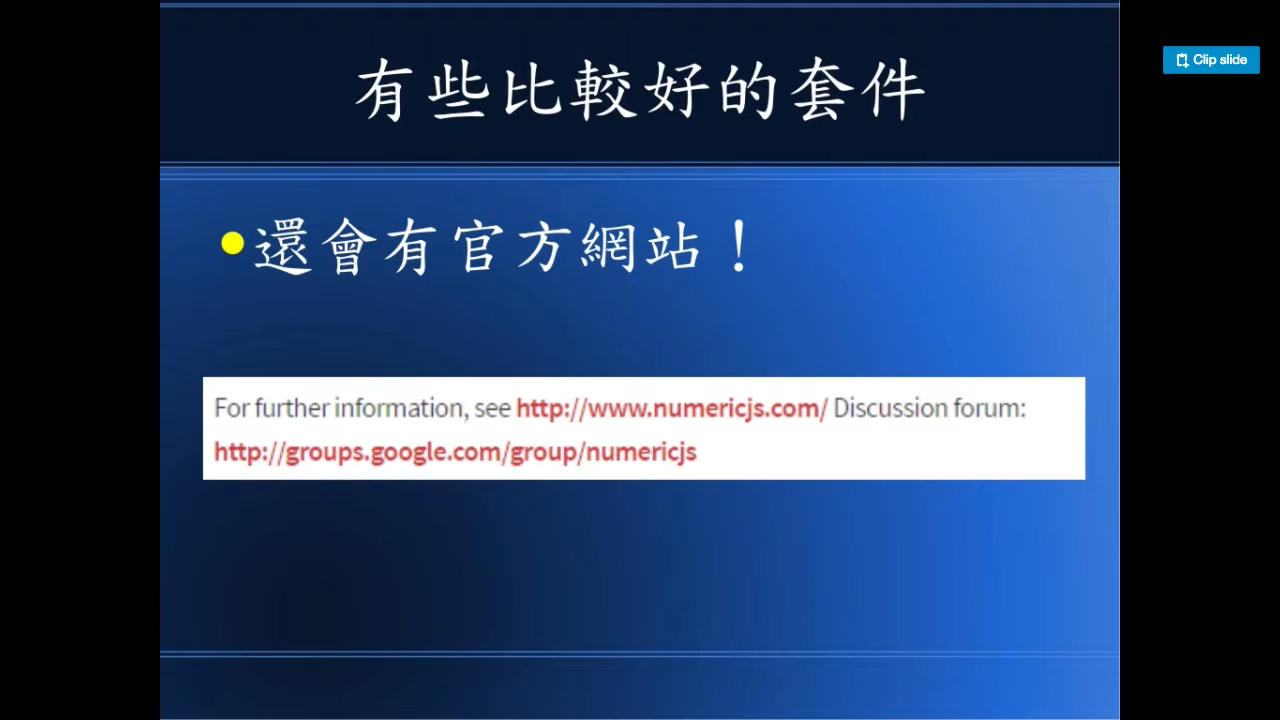 有些比較好的套件
Clip slide
•還會有官方網站！
For further information, see http://www.numericjs.com/ Discussion forum:
http://groups.google.com/group/numericjs